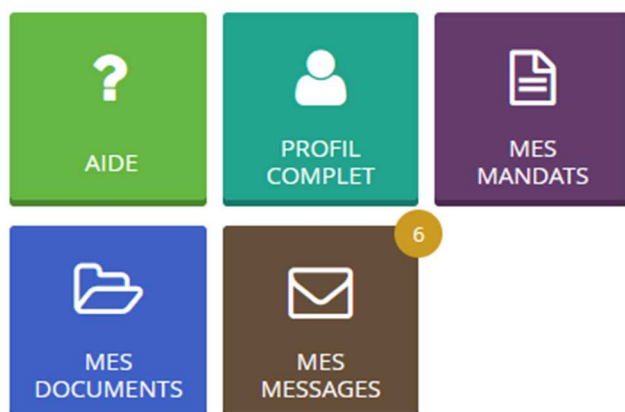 AIDE
PROFIL
COMPLET
MES
MANDATS
6
MES
DOCUMENTS
MES
MESSAGES